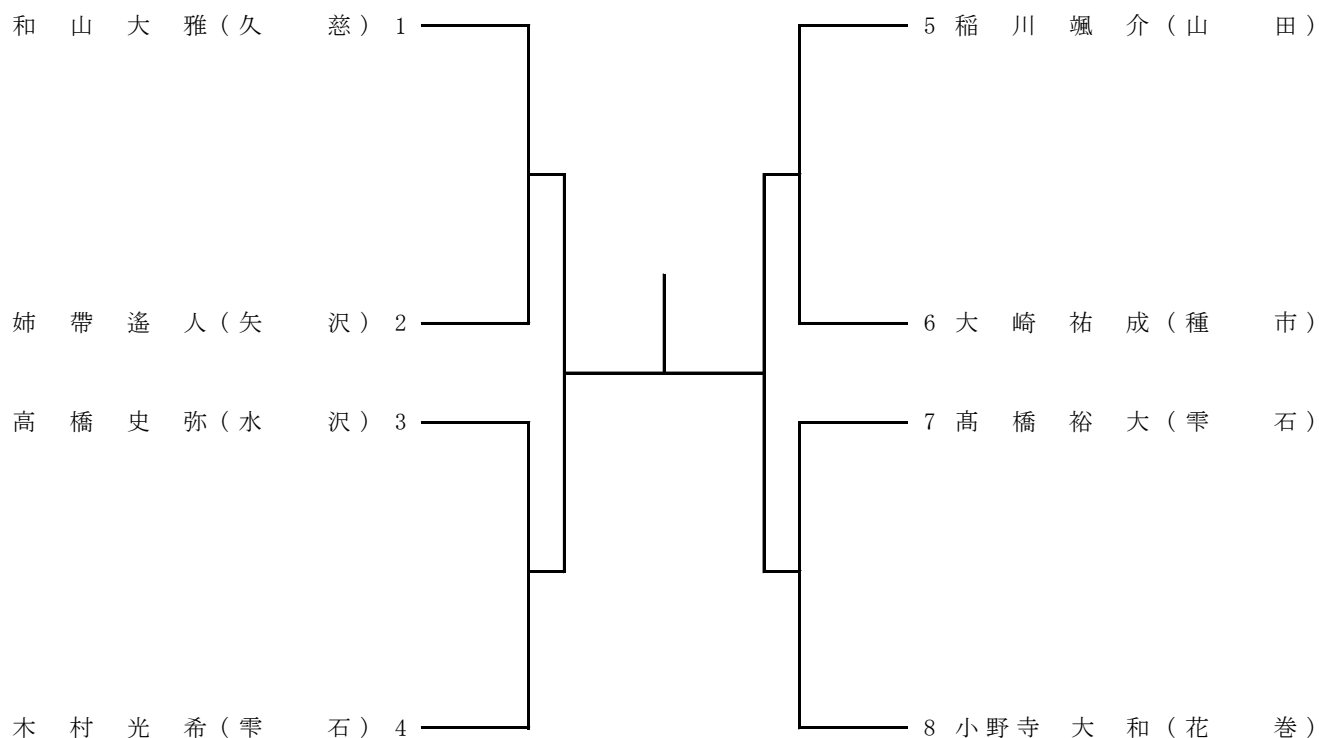 和山大雅(久慈) 1
姉帶遙人(矢沢) 2
高橋史弥(水沢) 3
木村光希(雫石) 4
5 稲川颯介(山田)
6 大崎祐成(種市)
7 髙橋裕大(雫石)
8 小野寺大和(花巻)